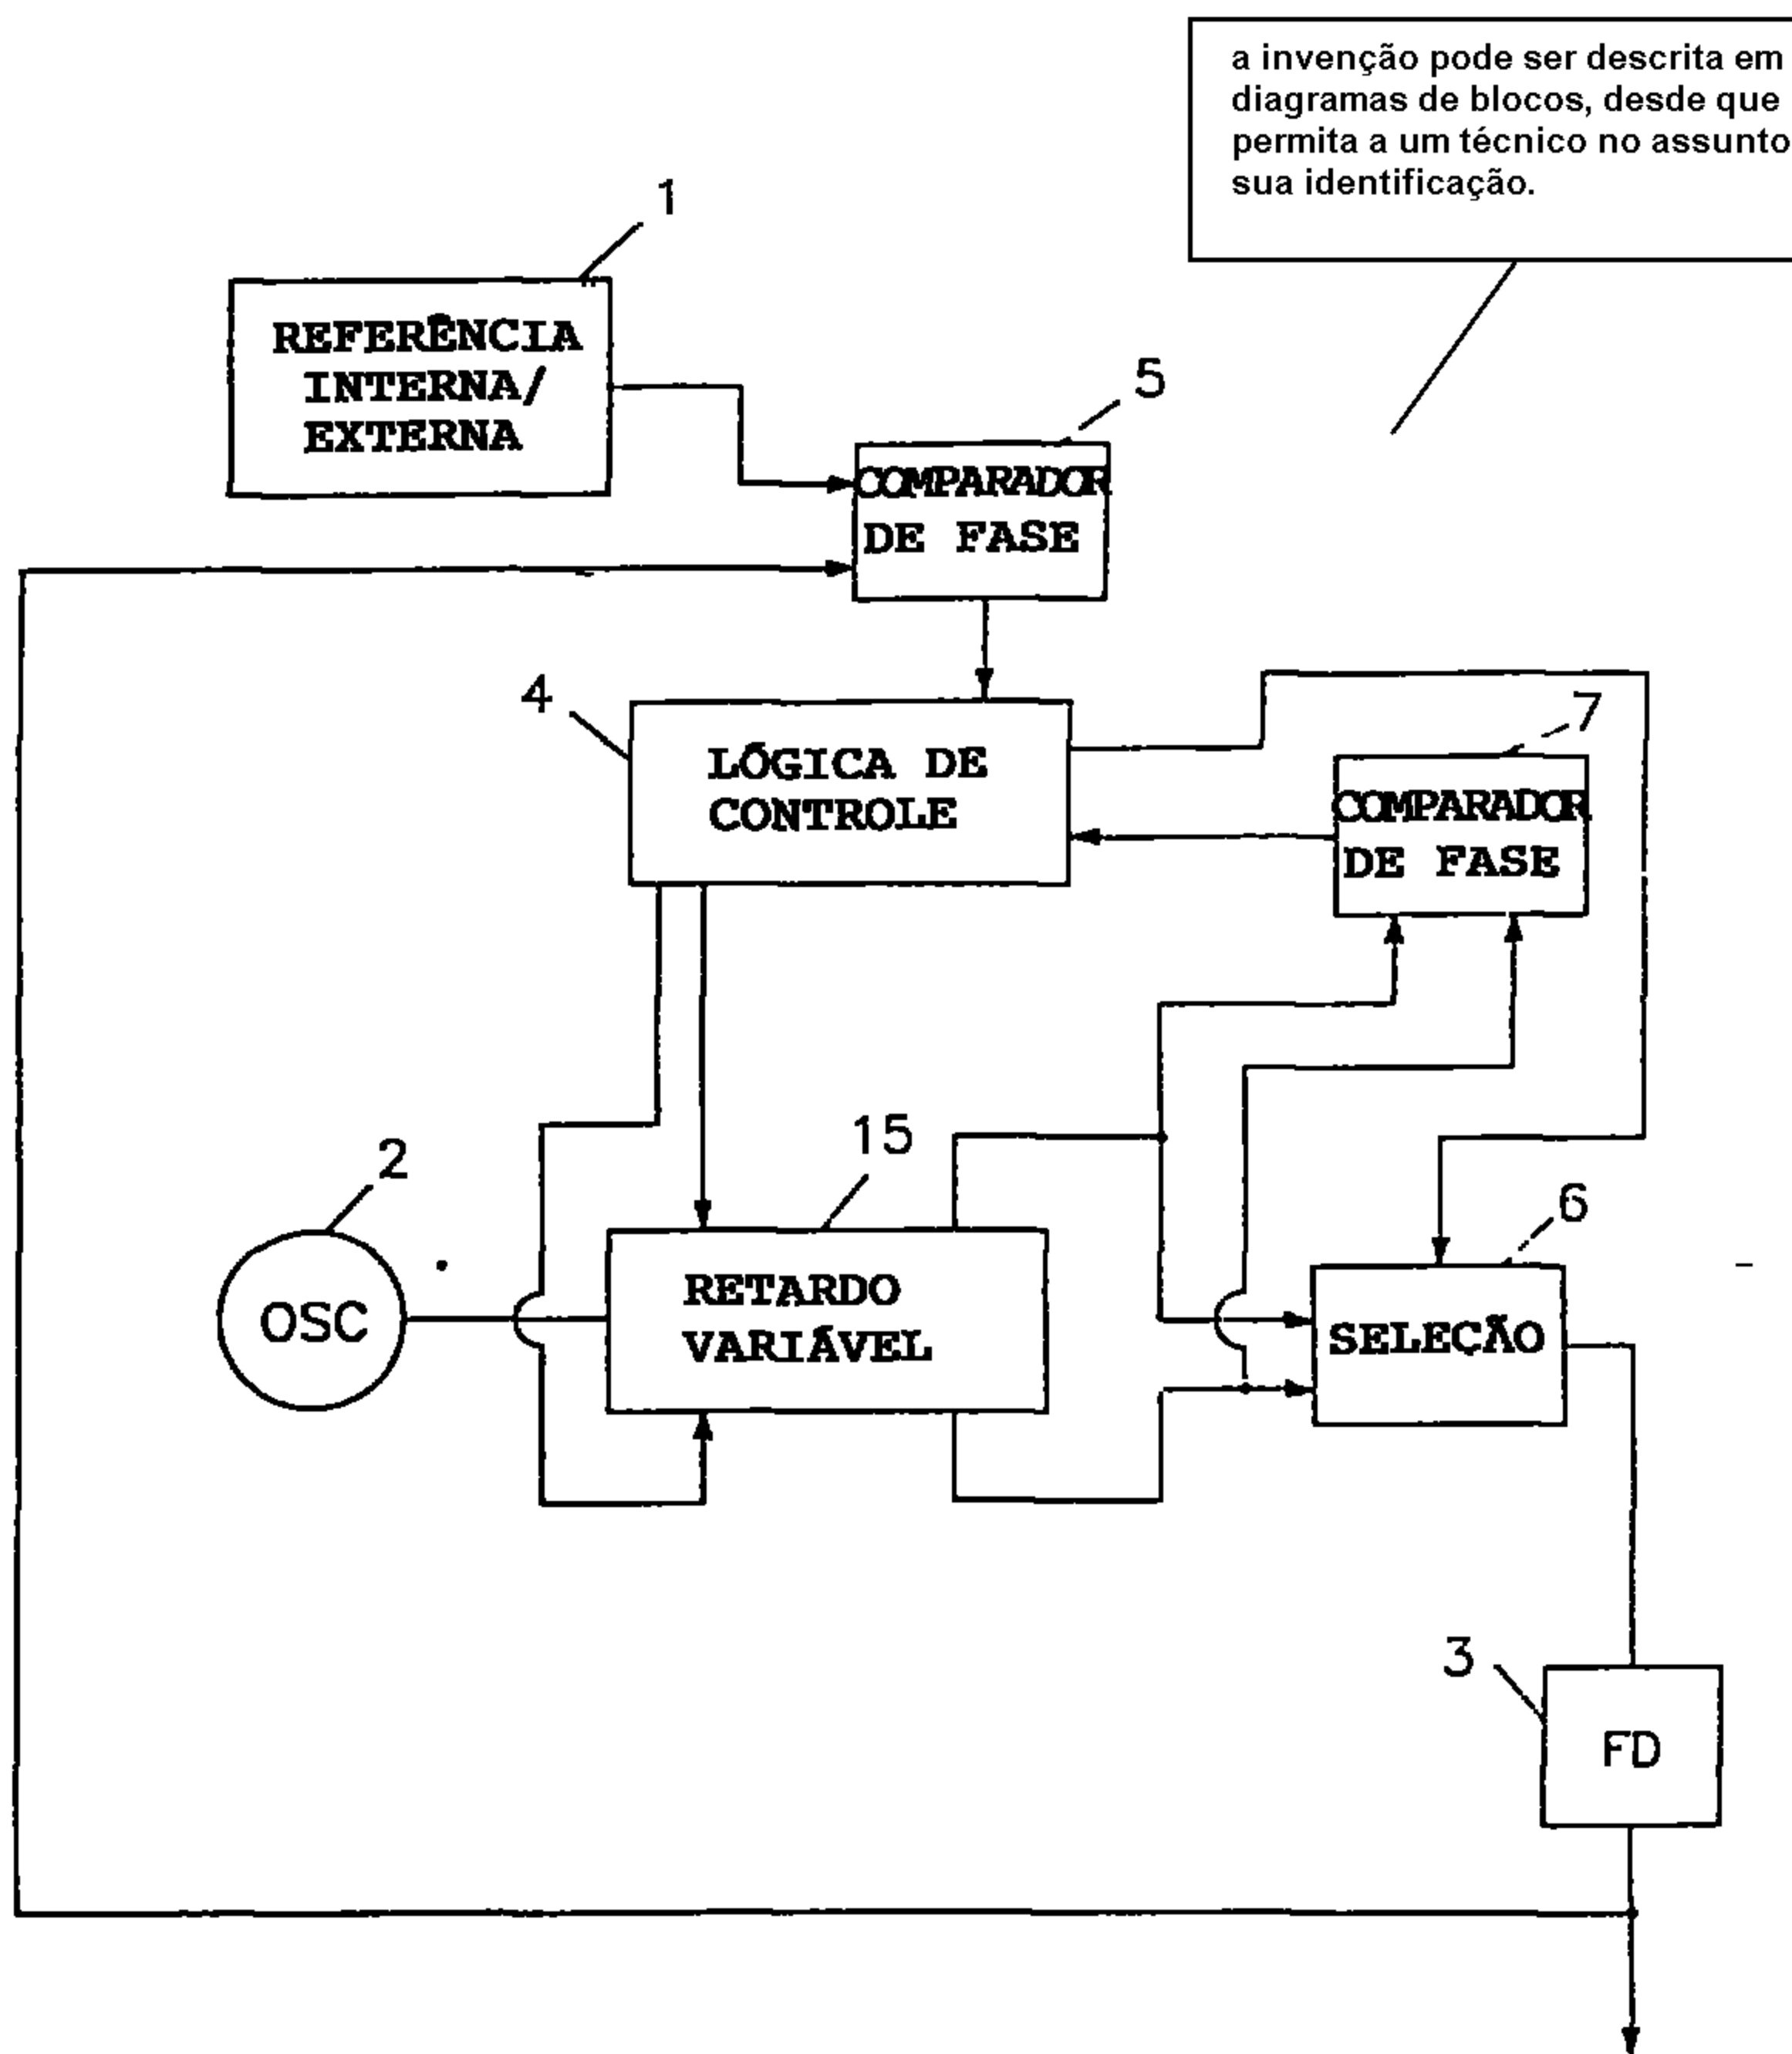 a invenção pode ser descrita em
diagramas de blocos, desde que
permita a um técnico no assunto
sua identificação.
1
REFERÊNCIA
INTERNA/
EXTERNA
5
COMPARADOR
DE FASE
4
LÓGICA DE
CONTROLE
7
COMPARADOR
DE FASE
2
OSC
15
RETARDO
VARIÁVEL
6
SELEÇÃO
3
FD